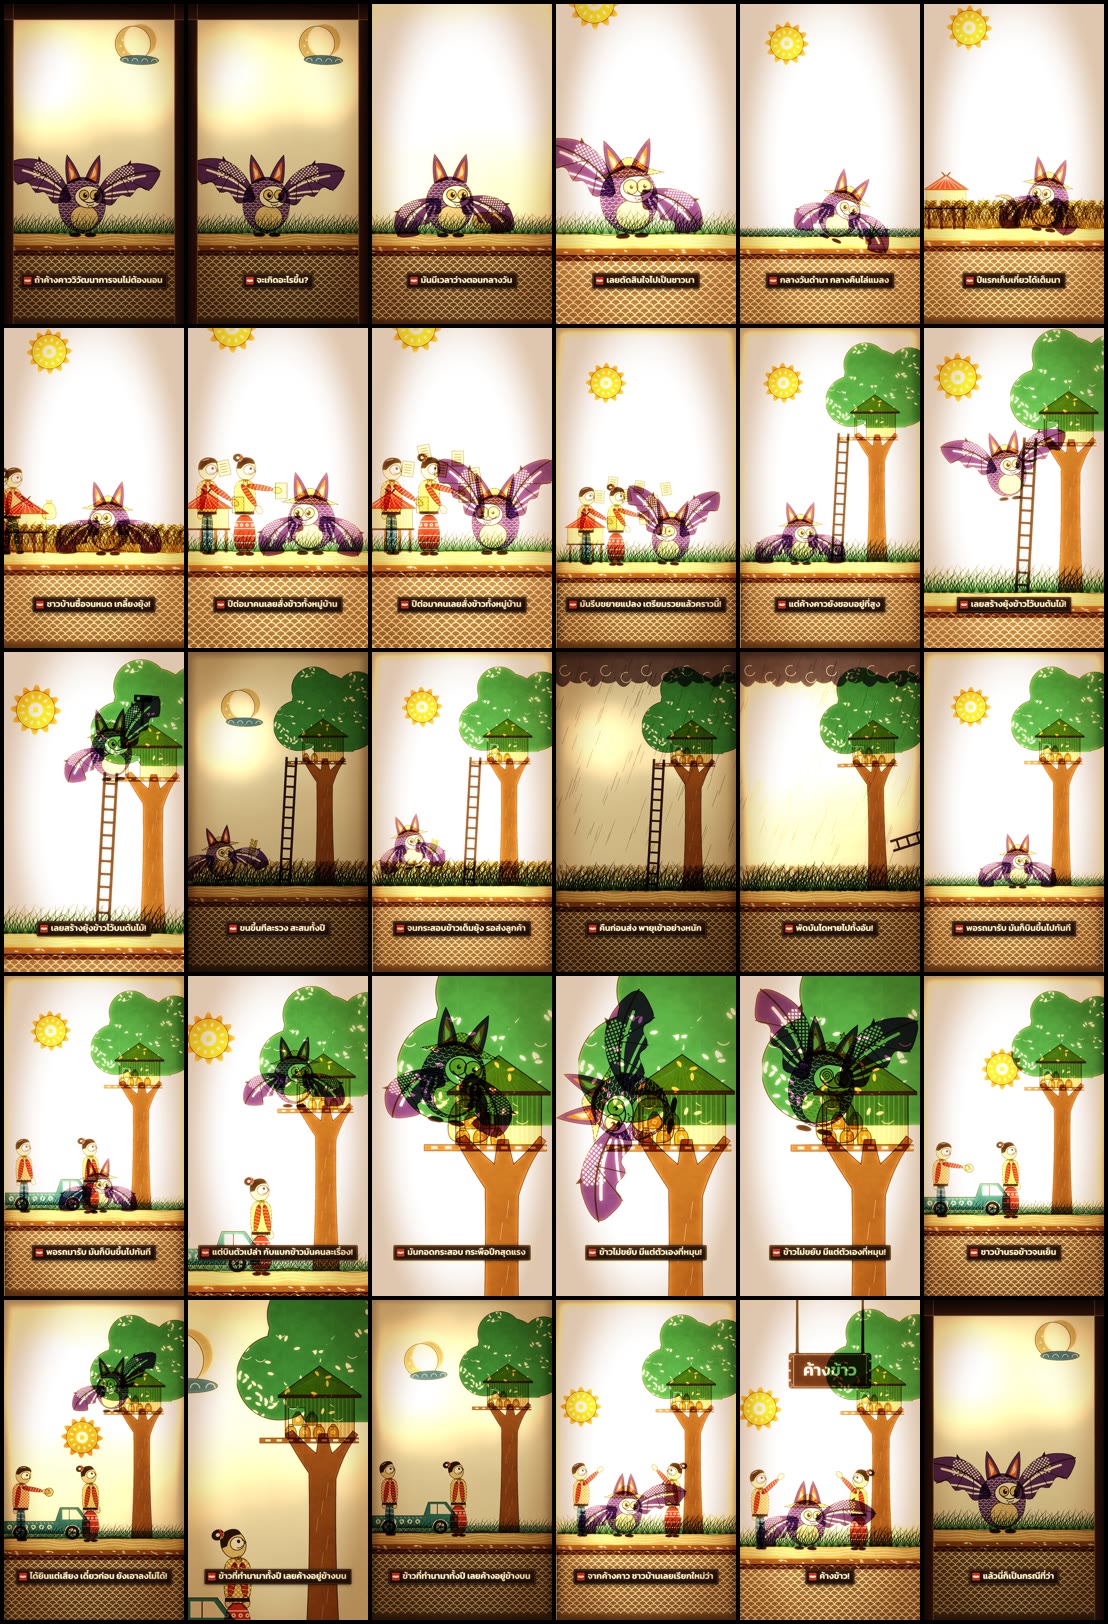 ถ้าค้างคาววิวัฒนาการจนไม่ต้องนอน
จะเกิดอะไรขึ้น?
มันมีเวลาว่างตอนกลางวัน
เลยตัดสินใจไปเป็นชาวนา
กลางวันดำนา กลางคืนไล่แมลง
ปีแรกเก็บเกี่ยวได้เต็มนา
ชาวบ้านซื้อจนหมด เกลี้ยงยุ้ง!
ปีต่อมาคนเลยสั่งข้าวทั้งหมู่บ้าน
ปีต่อมาคนเลยสั่งข้าวทั้งหมู่บ้าน
มันรีบขยายแปลง เตรียมรวยแล้วคราวนี้!
แต่ค้างคาวยังชอบอยู่ที่สูง
เลยสร้างยุ้งข้าวไว้บนต้นไม้!
เลยสร้างยุ้งข้าวไว้บนต้นไม้!
ขนขึ้นทีละรวง สะสมทั้งปี
จนกระสอบข้าวเต็มยุ้ง รอส่งลูกค้า
คืนก่อนส่ง พายุเข้าอย่างหนัก
พัดบันไดหายไปทั้งอัน!
พอรถมารับ มันก็บินขึ้นไปทันที
พอรถมารับ มันก็บินขึ้นไปทันที
แต่บินตัวเปล่า กับแบกข้าวมันคนละเรื่อง!
มันกอดกระสอบ กระพือปีกสุดแรง
ข้าวไม่ขยับ มีแต่ตัวเองที่หมุน!
ข้าวไม่ขยับ มีแต่ตัวเองที่หมุน!
ชาวบ้านรอข้าวจนเย็น
ได้ยินแต่เสียง เดี๋ยวก่อน ยังเอาลงไม่ได้!
ข้าวที่ทำมาทั้งปี เลยค้างอยู่ข้างบน
ข้าวที่ทำมาทั้งปี เลยค้างอยู่ข้างบน
จากค้างคาว ชาวบ้านเลยเรียกใหม่ว่า
ค้างข้าว
ค้างข้าว!
แล้วนี่ก็เป็นกรณีที่ว่า